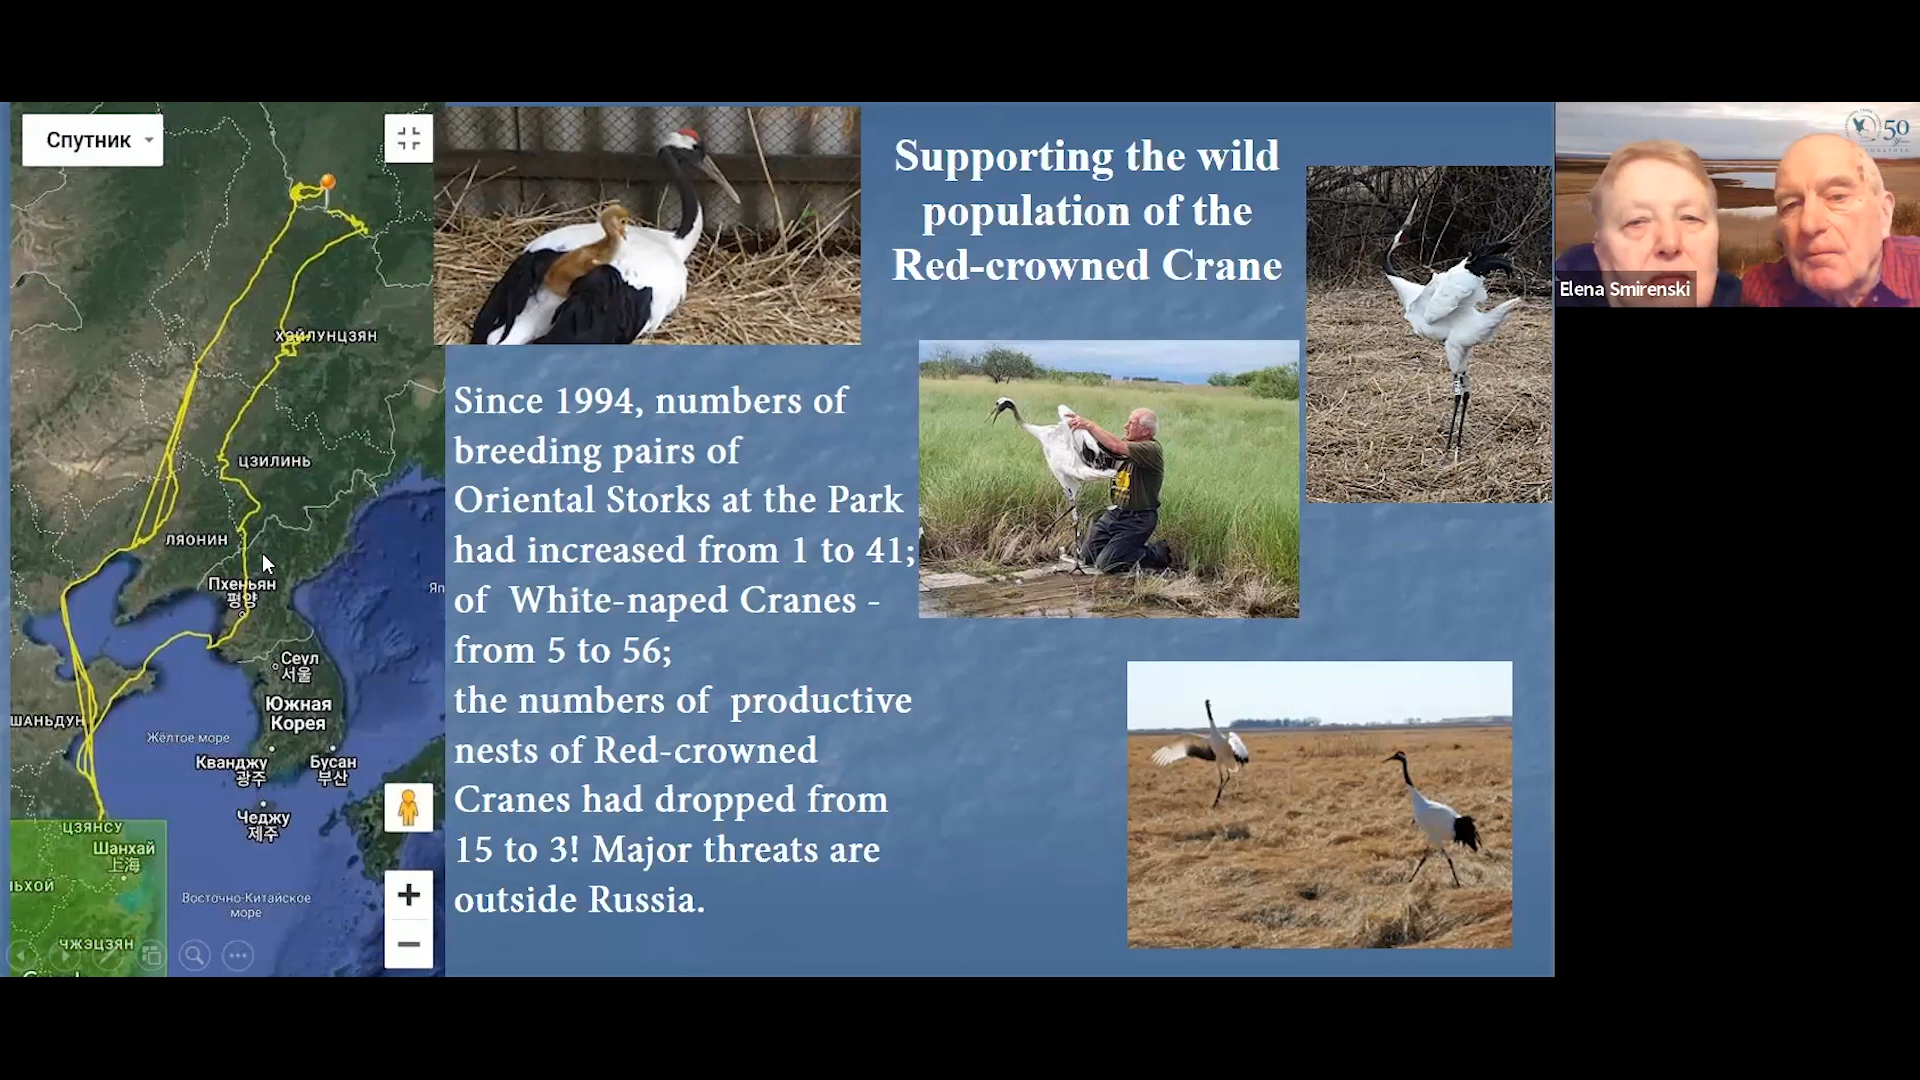 Спутник
ХЭЙЛУНЦЗЯН
ЦЗИЛИНЬ
ЛЯОНИН
Пхеньян
평양
Яп
Сеул
서울
Южная
Корея
ШАНЬДУН
Жёлтое море
Кванджу
광주
Бусан
부산
Чеджу
제주
ЦЗЯНСУ
Шанхай
上海
ЬХОЙ
Восточно-Китайское
море
ЧЖЭЦЗЯН
Supporting the wild
population of the
Red-crowned Crane
Since 1994, numbers of
breeding pairs of
Oriental Storks at the Park
had increased from 1 to 41;
of White-naped Cranes -
from 5 to 56;
the numbers of productive
nests of Red-crowned
Cranes had dropped from
15 to 3! Major threats are
outside Russia.
50
Elena Smirenski